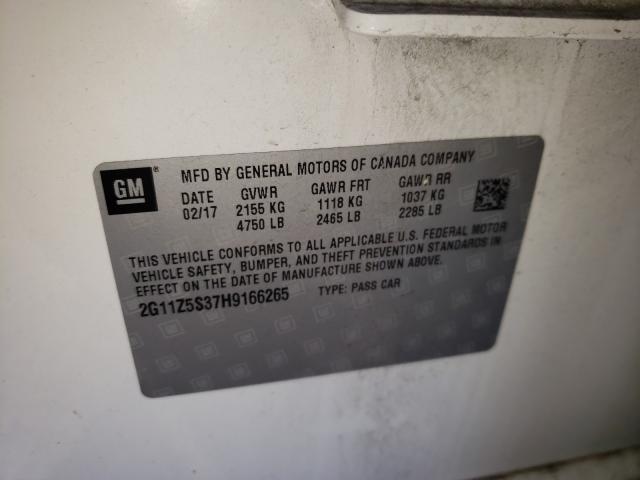 GM
MFD BY GENERAL MOTORS OF CANADA COMPANY
DATE GVWR GAWR FRT GAWR RR
02/17 2155 KG 1118 KG 1037 KG
4750 LB 2465 LB 2285 LB
THIS VEHICLE CONFORMS TO ALL APPLICABLE U.S. FEDERAL MOTOR
VEHICLE SAFETY, BUMPER, AND THEFT PREVENTION STANDARDS IN
EFFECT ON THE DATE OF MANUFACTURE SHOWN ABOVE.
2G11Z5S37H9166265 TYPE: PASS CAR